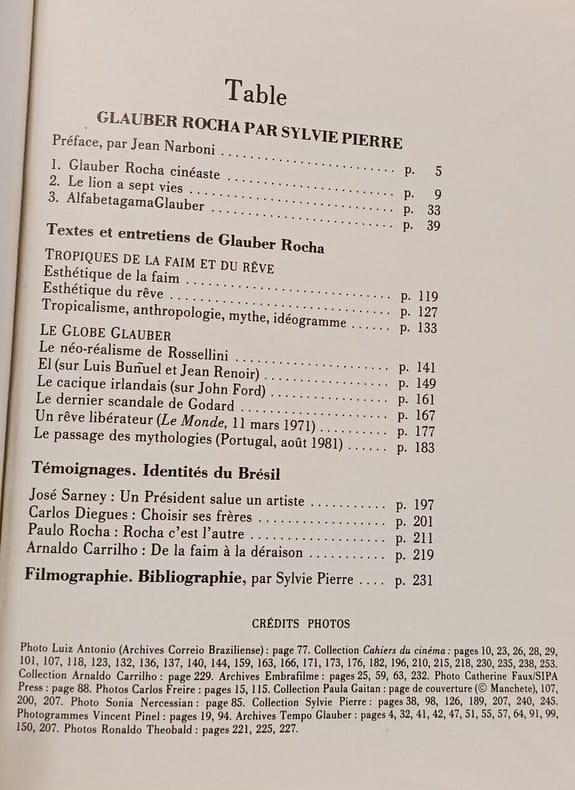 Table
GLAUBER ROCHA PAR SYLVIE PIERRE
Préface, par Jean Narboni .......................... p. 5
1. Glauber Rocha cinéaste .......................... p. 9
2. Le lion a sept vies .......................... p. 33
3. AlfabetagamaGlauber .......................... p. 39
Textes et entretiens de Glauber Rocha
TROPIQUES DE LA FAIM ET DU RÊVE
Esthétique de la faim .......................... p. 119
Esthétique du rêve .......................... p. 127
Tropicalisme, anthropologie, mythe, idéogramme ...... p. 133
LE GLOBE GLAUBER
Le néo-réalisme de Rossellini .......................... p. 141
El (sur Luis Buñuel et Jean Renoir) .................. p. 149
Le cacique irlandais (sur John Ford) .................. p. 161
Le dernier scandale de Godard .......................... p. 167
Un rêve libérateur (Le Monde, 11 mars 1971) .......... p. 177
Le passage des mythologies (Portugal, août 1981) ...... p. 183
Témoignages. Identités du Brésil
José Sarney : Un Président salue un artiste ........... p. 197
Carlos Diegues : Choisir ses frères .................. p. 201
Paulo Rocha : Rocha c'est l'autre .................. p. 211
Arnaldo Carrilho : De la faim à la déraison ........... p. 219
Filmographie. Bibliographie, par Sylvie Pierre .... p. 231
CRÉDITS PHOTOS
Photo Luiz Antonio (Archives Correio Braziliense) : page 77. Collection Cahiers du cinéma : pages 10, 23, 26, 28, 29,
101, 107, 118, 123, 132, 136, 137, 140, 144, 159, 163, 166, 171, 173, 176, 182, 196, 210, 215, 218, 230, 235, 238, 253.
Collection Arnaldo Carrilho : page 229. Archives Embrafilme : pages 25, 59, 63, 232. Photo Catherine Faux/SIPA
Press : page 88. Photos Carlos Freire : pages 15, 115. Collection Paula Gaitan : page de couverture (© Manchete), 107,
200, 207. Photo Sonia Nercessian : page 85. Collection Sylvie Pierre : pages 38, 98, 126, 189, 207, 240, 245.
Photogrammes Vincent Pinel : pages 19, 94. Archives Tempo Glauber : pages 4, 32, 41, 42, 47, 51, 55, 57, 64, 91, 99,
150, 207. Photos Ronaldo Theobald : pages 221, 225, 227.